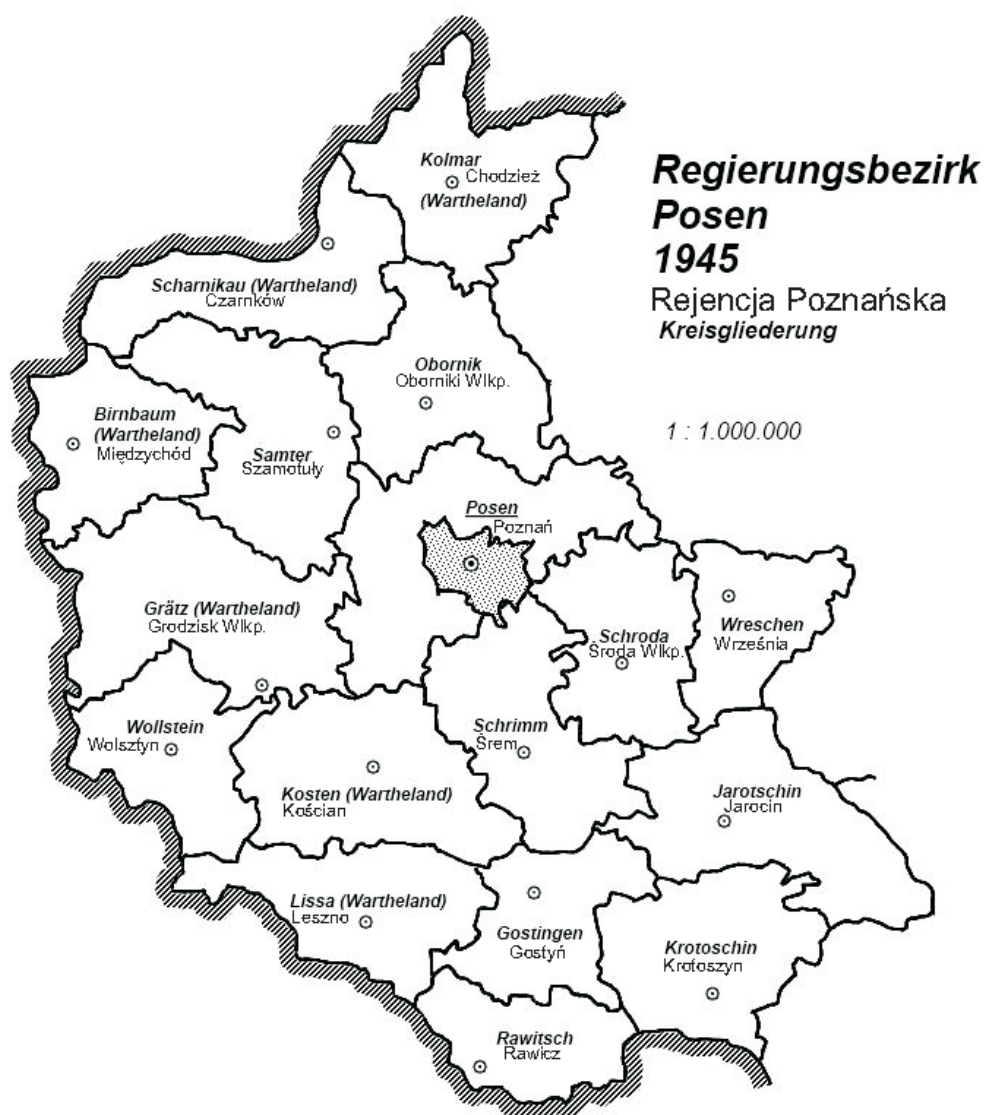 Regierungsbezirk
Posen
1945
Rejencja Poznańska
Kreisgliederung
1 : 1.000.000
Kolmar
Chodzież
(Wartheland)
Scharnikau (Wartheland)
Czarnków
Obornik
Oborniki Wlkp.
Birnbaum
(Wartheland)
Międzychód
Samter
Szamotuły
Posen
Poznań
Grätz (Wartheland)
Grodzisk Wlkp.
Schroda
Środa Wlkp.
Wreschen
Września
Wollstein
Wolsztyn
Schrimm
Śrem
Kosten (Wartheland)
Kościan
Jarotschin
Jarocin
Lissa (Wartheland)
Leszno
Gostingen
Gostyń
Krotoschin
Krotoszyn
Rawitsch
Rawicz